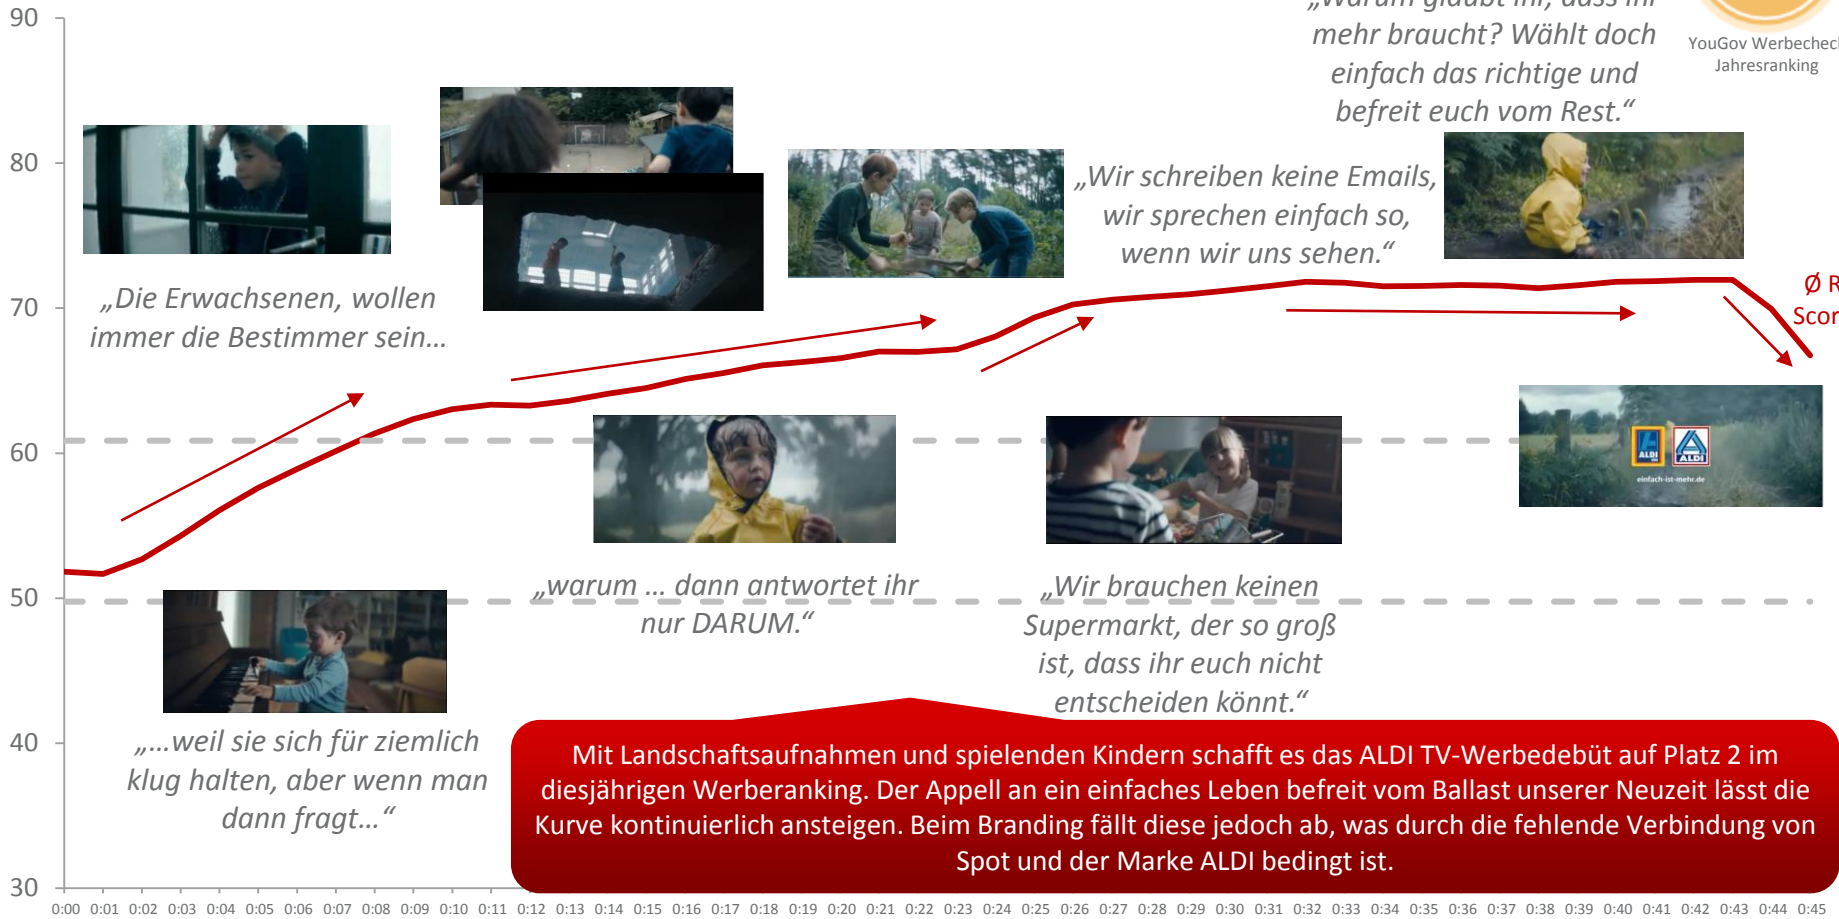 90
80
70
60
50
40
30
„Warum glaubt ihr, dass ihr
mehr braucht? Wählt doch
einfach das richtige und
befreit euch vom Rest.“
YouGov Werbecheck
Jahresranking
„Wir schreiben keine Emails,
wir sprechen einfach so,
wenn wir uns sehen.“
„Die Erwachsenen, wollen
immer die Bestimmer sein…
Ø R
Scor
ALDI
ALDI
einfach-ist-mehr.de
„warum … dann antwortet ihr
nur DARUM.“
„Wir brauchen keinen
Supermarkt, der so groß
ist, dass ihr euch nicht
entscheiden könnt.“
„…weil sie sich für ziemlich
klug halten, aber wenn man
dann fragt…“
Mit Landschaftsaufnahmen und spielenden Kindern schafft es das ALDI TV-Werbedebüt auf Platz 2 im
diesjährigen Werberanking. Der Appell an ein einfaches Leben befreit vom Ballast unserer Neuzeit lässt die
Kurve kontinuierlich ansteigen. Beim Branding fällt diese jedoch ab, was durch die fehlende Verbindung von
Spot und der Marke ALDI bedingt ist.
0:00 0:01 0:02 0:03 0:04 0:05 0:06 0:07 0:08 0:09 0:10 0:11 0:12 0:13 0:14 0:15 0:16 0:17 0:18 0:19 0:20 0:21 0:22 0:23 0:24 0:25 0:26 0:27 0:28 0:29 0:30 0:31 0:32 0:33 0:34 0:35 0:36 0:37 0:38 0:39 0:40 0:41 0:42 0:43 0:44 0:45